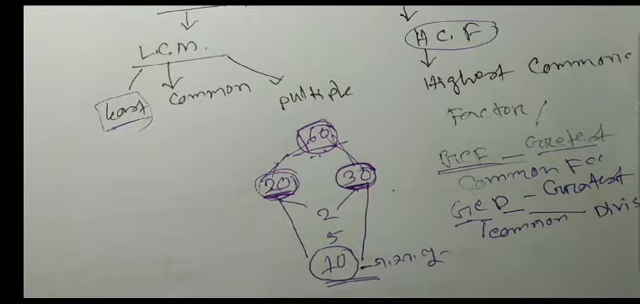 L.C.M.
Least Common Multiple
H C F
Highest Common
Factor
GCF - Greatest
Common Fac
GCD - Greatest
Common Divis
60
20 30
2
5
10